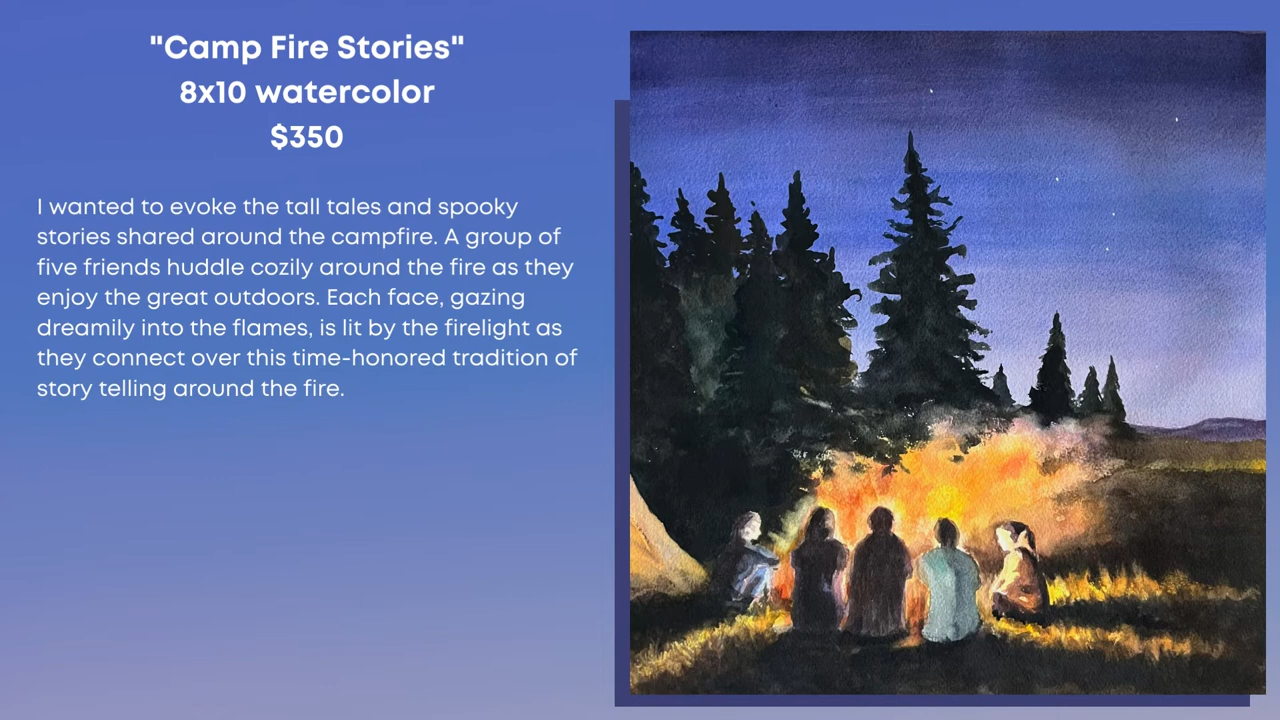 "Camp Fire Stories"
8x10 watercolor
$350
I wanted to evoke the tall tales and spooky
stories shared around the campfire. A group of
five friends huddle cozily around the fire as they
enjoy the great outdoors. Each face, gazing
dreamily into the flames, is lit by the firelight as
they connect over this time-honored tradition of
story telling around the fire.